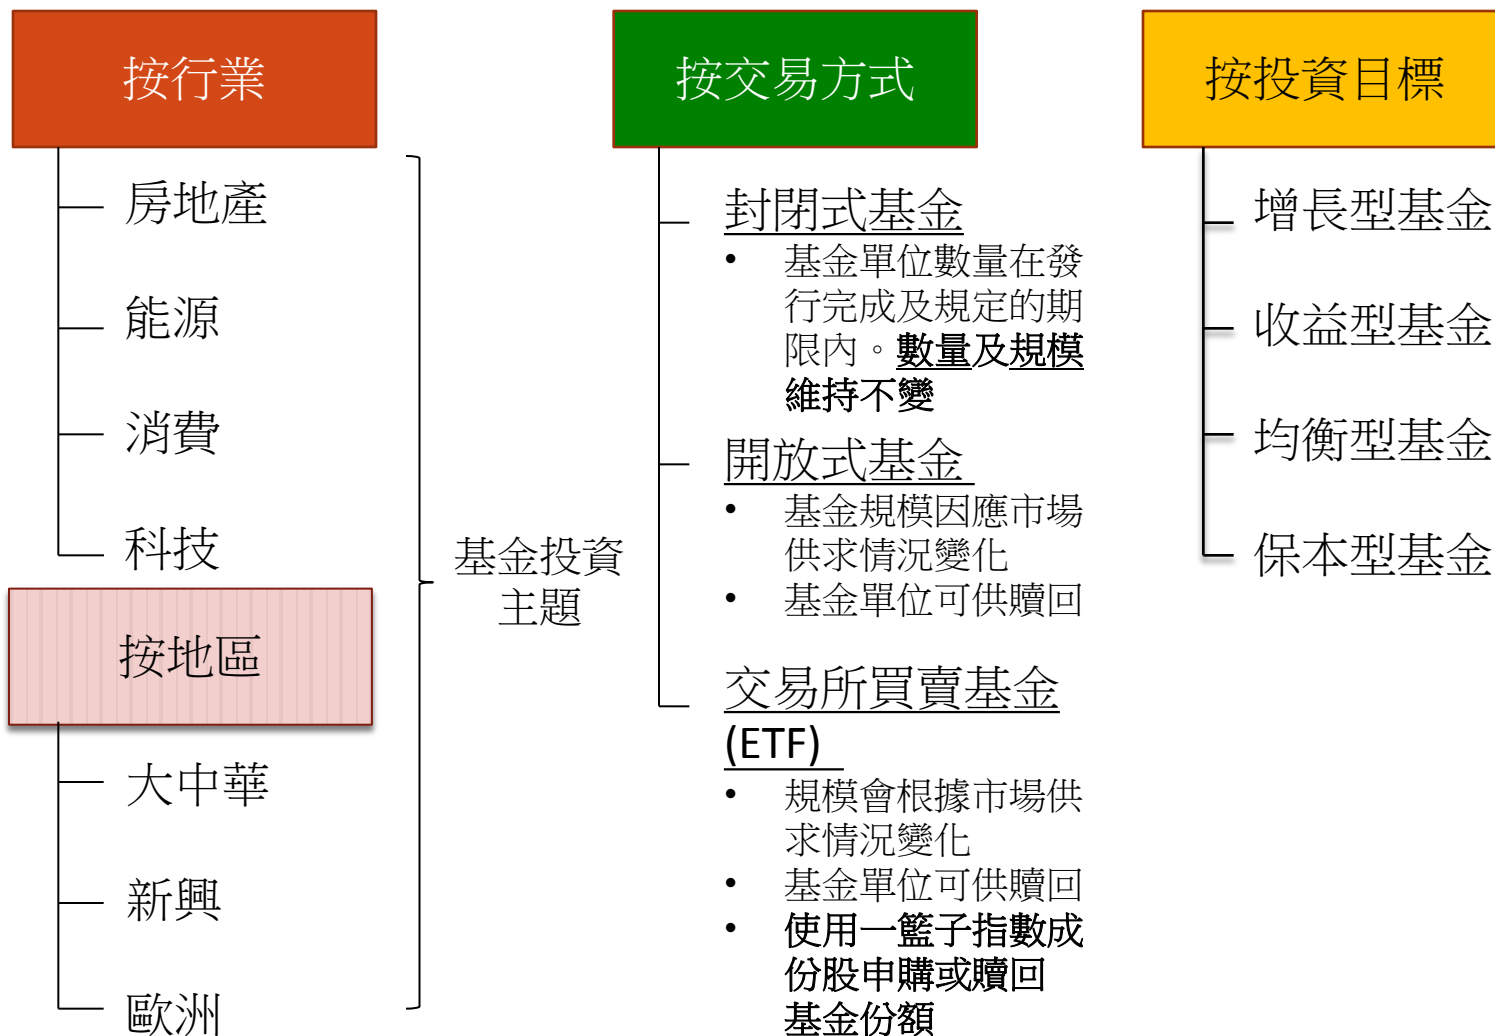 按行業
房地產
能源
消費
科技
按地區
大中華
新興
歐洲
基金投資
主題
按交易方式
封閉式基金
• 基金單位數量在發
行完成及規定的期
限內。數量及規模
維持不變
開放式基金
• 基金規模因應市場
供求情況變化
• 基金單位可供贖回
交易所買賣基金
(ETF)
• 規模會根據市場供
求情況變化
• 基金單位可供贖回
• 使用一籃子指數成
份股申購或贖回
基金份額
按投資目標
增長型基金
收益型基金
均衡型基金
保本型基金